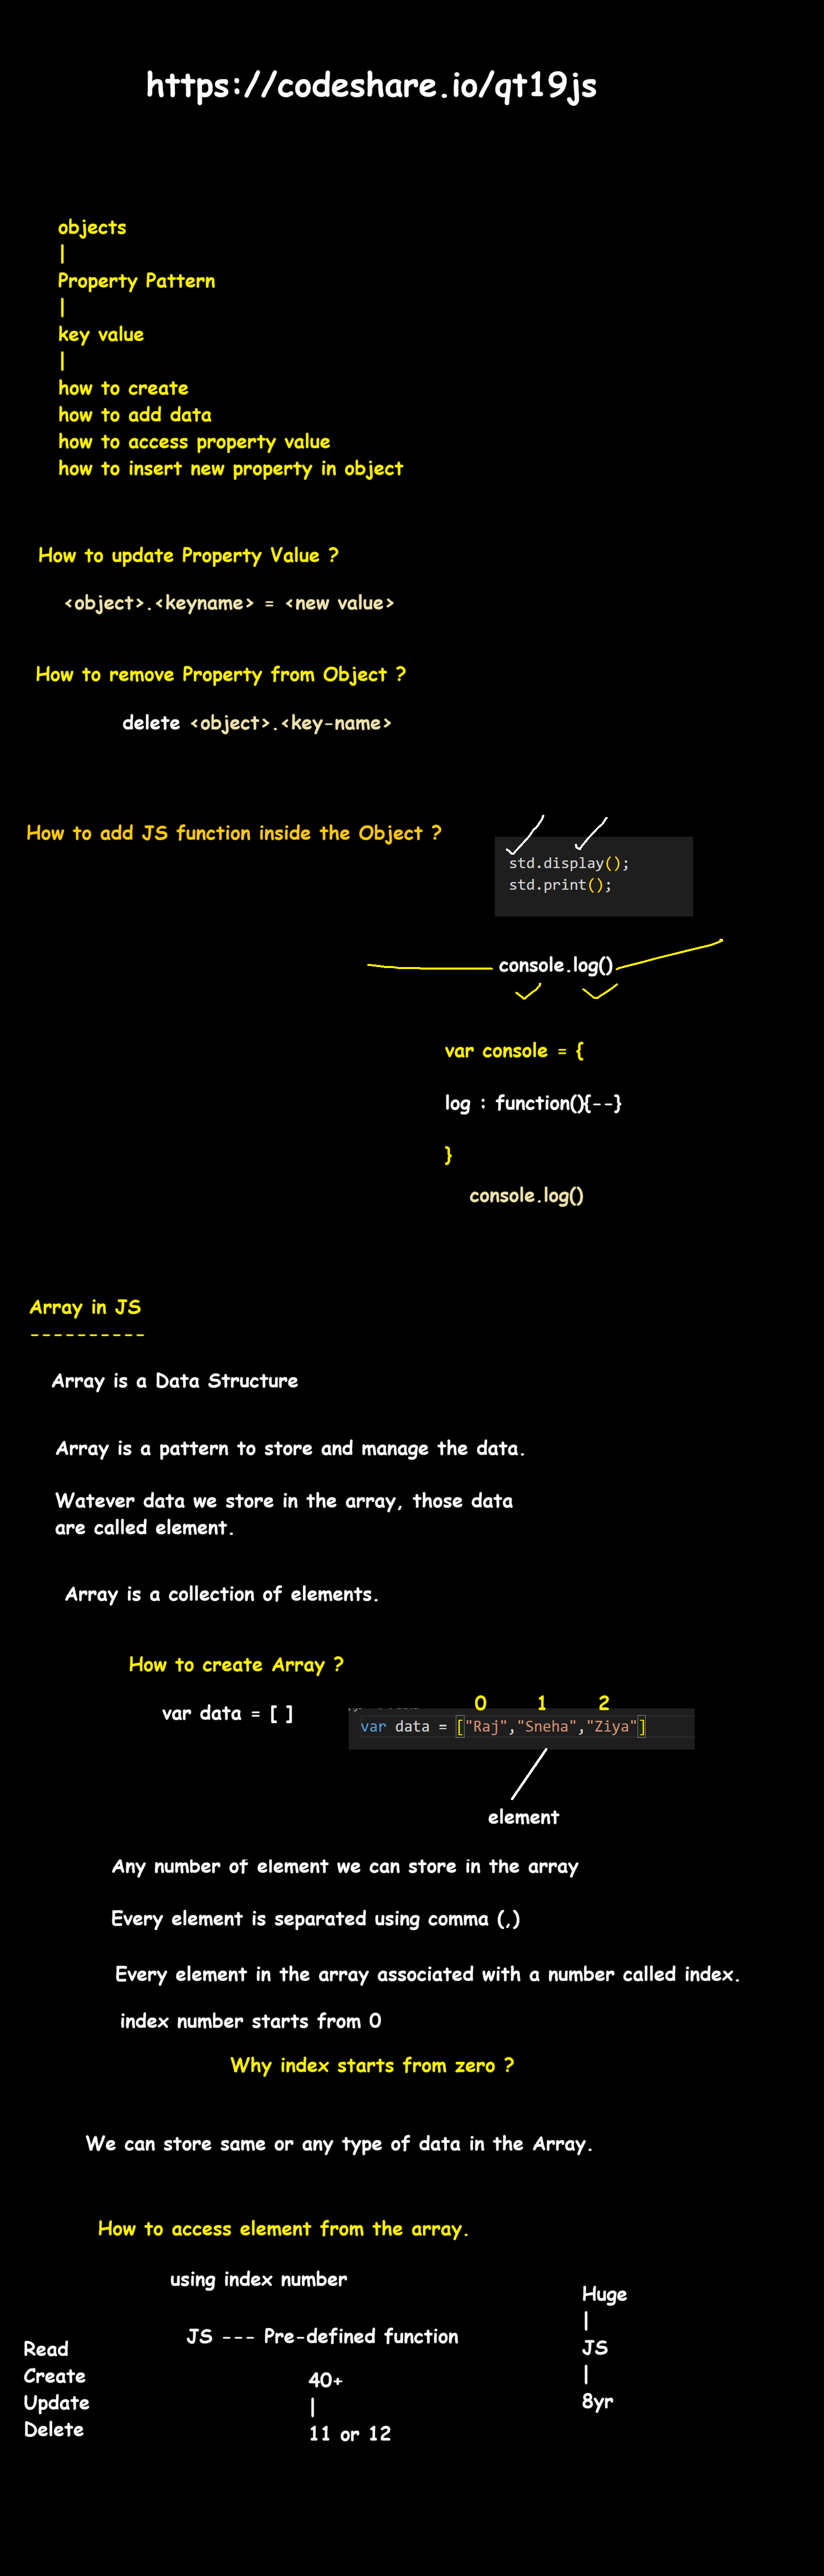 https://codeshare.io/qt19js
objects
|
Property Pattern
|
key value
|
how to create
how to add data
how to access property value
how to insert new property in object
How to update Property Value ?
<object>.<keyname> = <new value>
How to remove Property from Object ?
delete <object>.<key-name>
How to add JS function inside the Object ?
std.display();
std.print();
console.log()
var console = {
log : function(){--}
}
console.log()
Array in JS
----------
Array is a Data Structure
Array is a pattern to store and manage the data.
Watever data we store in the array, those data
are called element.
Array is a collection of elements.
How to create Array ?
var data = [ ]
0 1 2
var data = ["Raj","Sneha","Ziya"]
element
Any number of element we can store in the array
Every element is separated using comma (,)
Every element in the array associated with a number called index.
index number starts from 0
Why index starts from zero ?
We can store same or any type of data in the Array.
How to access element from the array.
using index number
JS --- Pre-defined function
40+
|
11 or 12
Read
Create
Update
Delete
Huge
|
JS
|
8yr